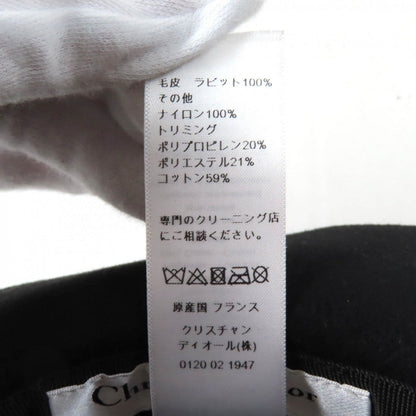 毛皮　ラビット100%
その他
ナイロン100%
トリミング
ポリプロピレン20%
ポリエステル21%
コットン59%
専門のクリーニング店
にご相談ください。
原産国 フランス
クリスチャン
ディオール(株)
0120 02 1947
Ch
or